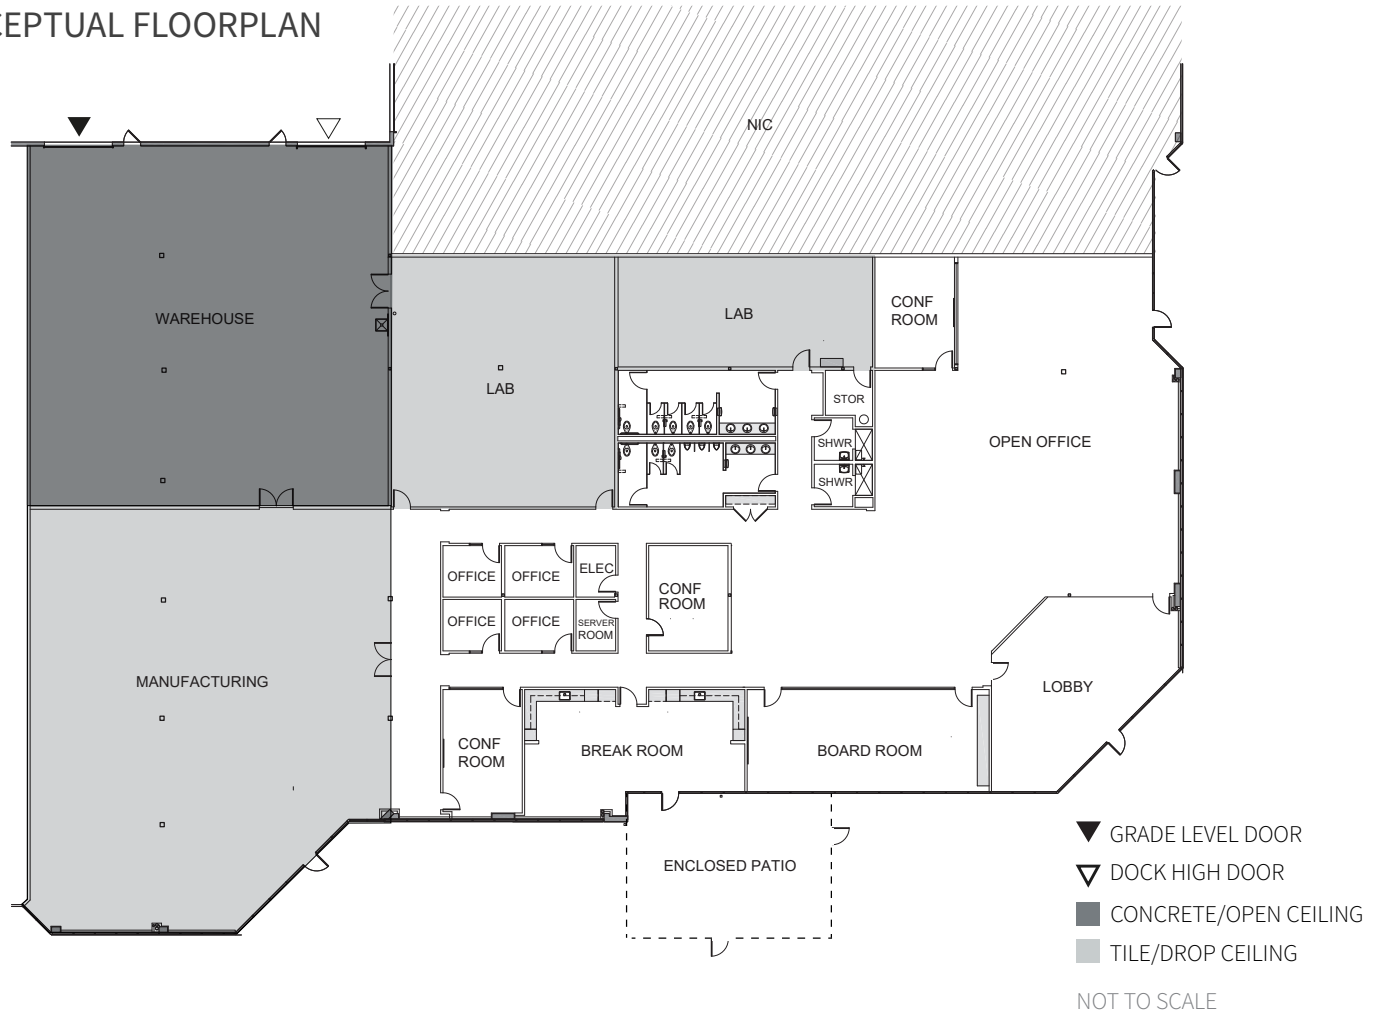 CEPTUAL FLOORPLAN
NIC
WAREHOUSE
LAB
LAB
CONF
ROOM
STOR
SHWR
SHWR
OPEN OFFICE
OFFICE
OFFICE
ELEC
OFFICE
OFFICE
SERVER
ROOM
CONF
ROOM
MANUFACTURING
LOBBY
CONF
ROOM
BREAK ROOM
BOARD ROOM
ENCLOSED PATIO
GRADE LEVEL DOOR
DOCK HIGH DOOR
CONCRETE/OPEN CEILING
TILE/DROP CEILING
NOT TO SCALE